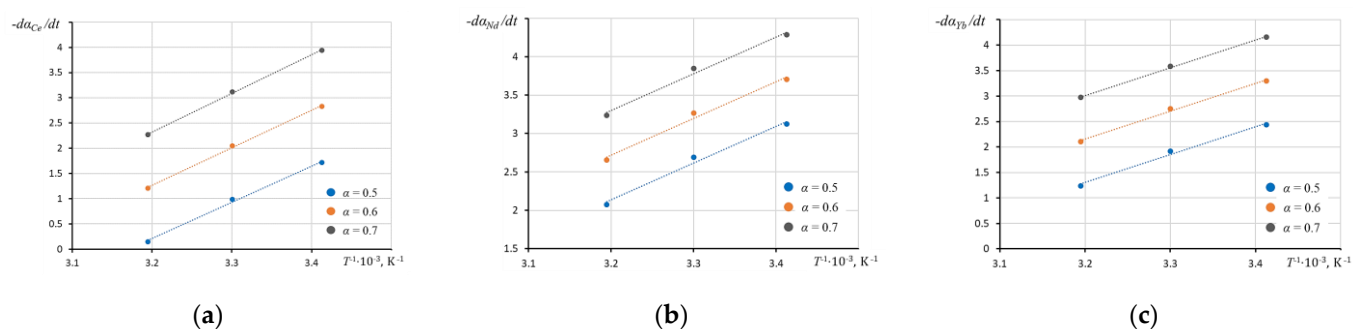 -dαCe/dt
4
3.5
3
2.5
2
1.5
1
0.5
0
3.1
3.2
3.3
3.4
T⁻¹·10⁻³, K⁻¹
α = 0.5
α = 0.6
α = 0.7
(a)
-dαNd/dt
4.5
4
3.5
3
2.5
2
1.5
3.1
3.2
3.3
3.4
T⁻¹·10⁻³, K⁻¹
α = 0.5
α = 0.6
α = 0.7
(b)
-dαYb/dt
4
3.5
3
2.5
2
1.5
1
0.5
0
3.1
3.2
3.3
3.4
T⁻¹·10⁻³, K⁻¹
α = 0.5
α = 0.6
α = 0.7
(c)